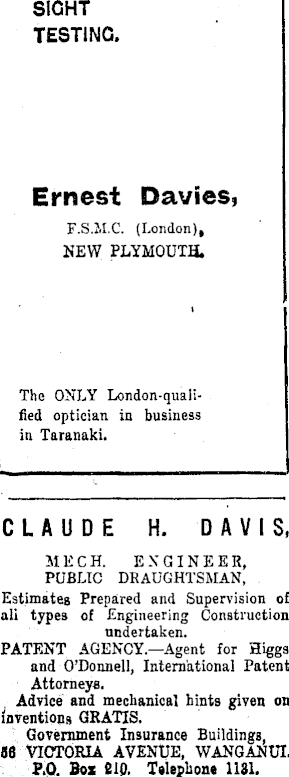 SIGHT
TESTING.
Ernest Davies,
F.S.M.C. (London),
NEW PLYMOUTH.
The ONLY London-quali-
fied optician in business
in Taranaki.
CLAUDE H. DAVIS,
MECH. ENGINEER,
PUBLIC DRAUGHTSMAN,
Estimates Prepared and Supervision of
all types of Engineering Construction
undertaken.
PATENT AGENCY.—Agent for Higgs
and O'Donnell, International Patent
Attorneys.
Advice and mechanical hints given on
inventions GRATIS.
Government Insurance Buildings,
56 VICTORIA AVENUE, WANGANUI.
P.O. Box 210. Telephone 1131.